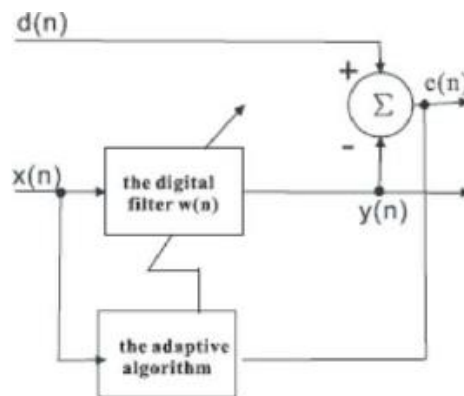 d(n)
+
Σ
e(n)
-
x(n)
the digital
filter w(n)
y(n)
the adaptive
algorithm